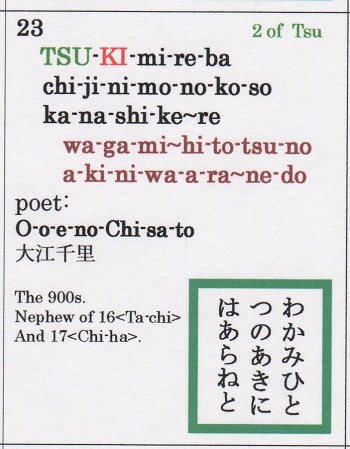 23
2 of Tsu
TSU-KI-mi-re-ba
chi-ji-ni-mo-no-ko-so
ka-na-shi-ke~re
wa-ga-mi~hi-to-tsu-no
a-ki-ni-wa-a-ra~ne-do
poet:
O-o-e-no-Chi-sa-to
大江千里
The 900s.
Nephew of 16<Ta-chi>
And 17<Chi-ha>.
わかみひと
つのあきに
はあらねと